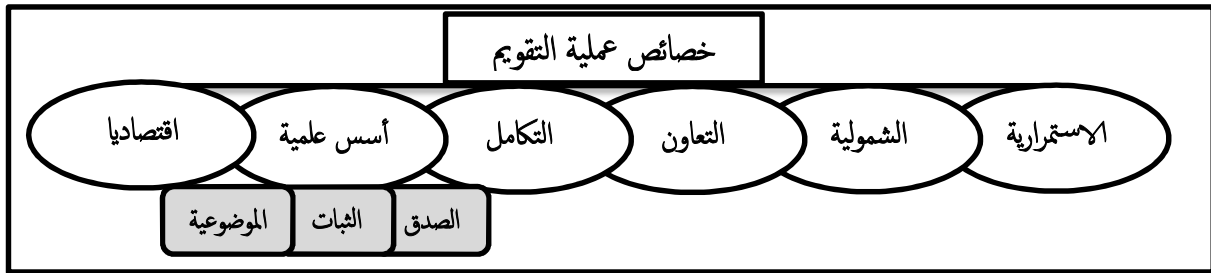 خصائص عملية التقويم
الاستمرارية الشمولية التعاون التكامل أسس علمية اقتصاديا
الصدق الثبات الموضوعية